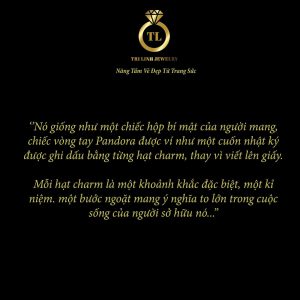 TL
TRI LINH JEWELRY
Nâng Tầm Vẻ Đẹp Từ Trang Sức
"Nó giống như một chiếc hộp bí mật của người mang,
chiếc vòng tay Pandora được ví như một cuốn nhật ký
được ghi dấu bằng từng hạt charm, thay vì viết lên giấy.
Mỗi hạt charm là một khoảnh khắc đặc biệt, một kỉ
niệm. một bước ngoặt mang ý nghĩa to lớn trong cuộc
sống của người sở hữu nó..."